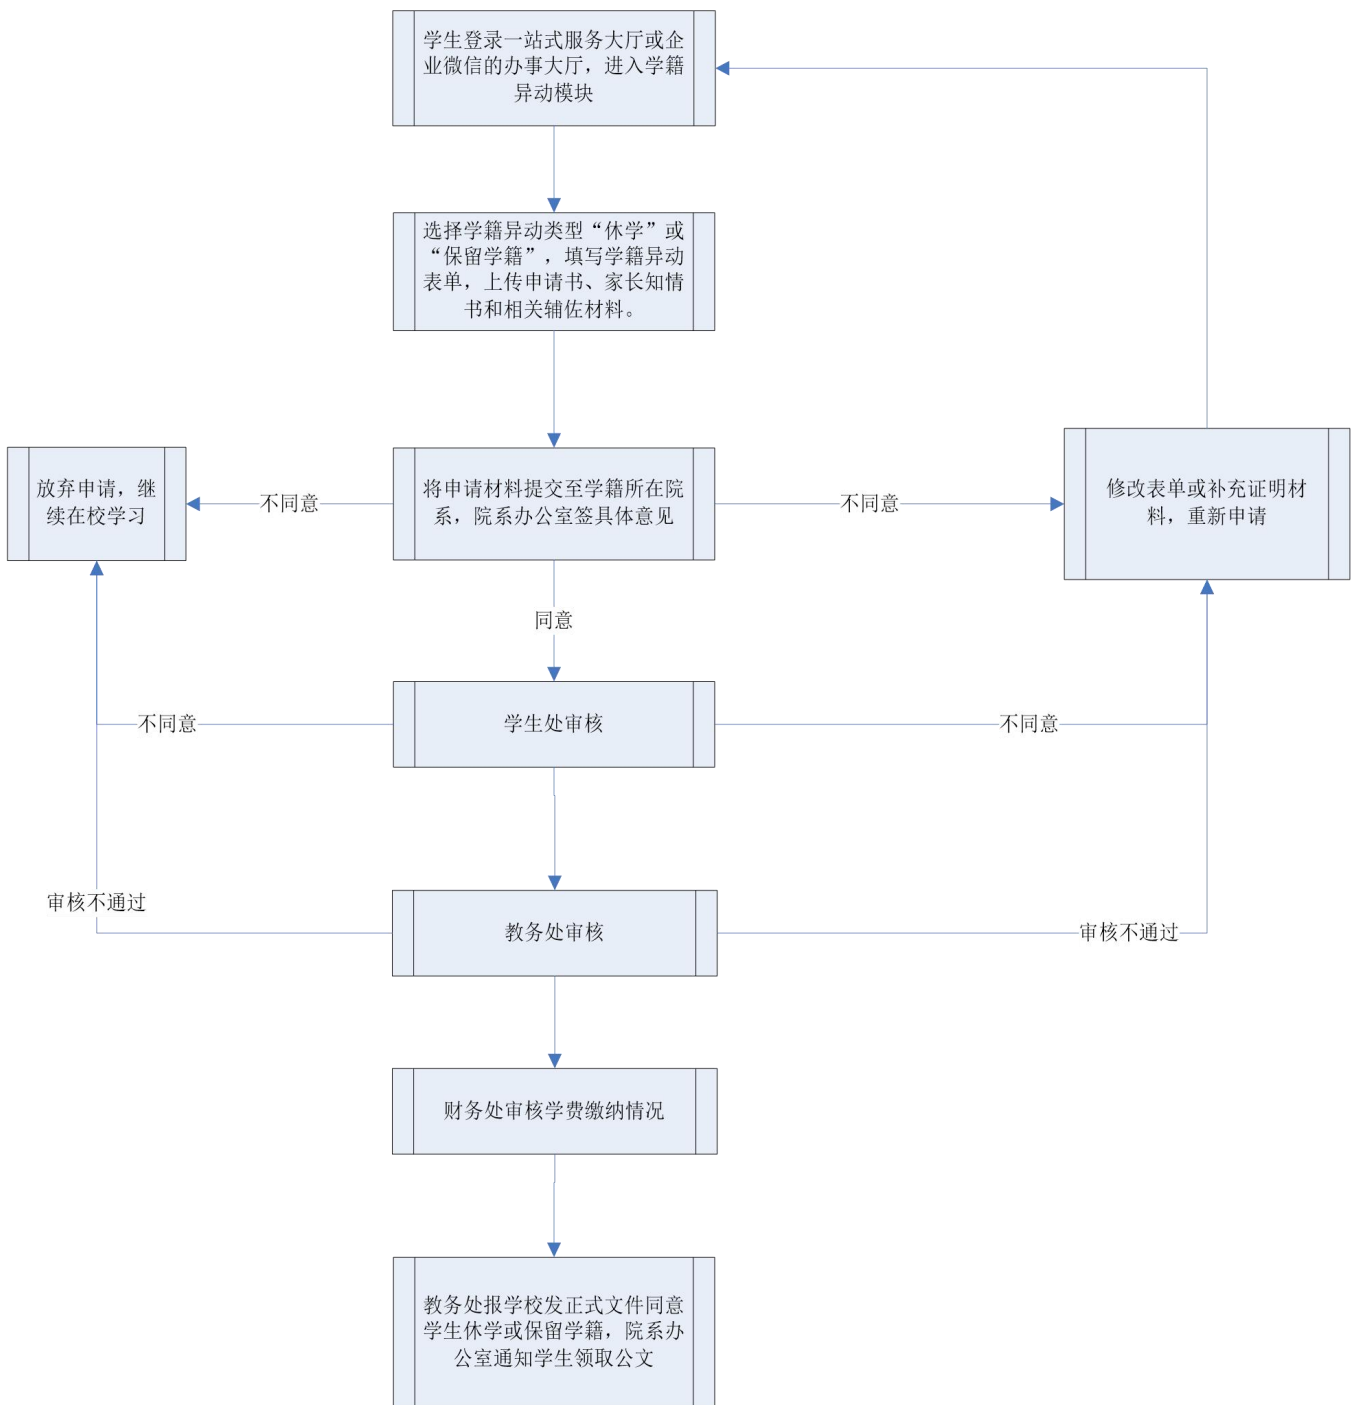 学生登录一站式服务大厅或企
业微信的办事大厅，进入学籍
异动模块
选择学籍异动类型“休学”或
“保留学籍”，填写学籍异动
表单，上传申请书、家长知情
书和相关辅佐材料。
放弃申请，继
续在校学习
不同意
将申请材料提交至学籍所在院
系，院系办公室签具体意见
不同意
修改表单或补充证明材
料，重新申请
同意
不同意
学生处审核
不同意
审核不通过
教务处审核
审核不通过
财务处审核学费缴纳情况
教务处报学校发正式文件同意
学生休学或保留学籍，院系办
公室通知学生领取公文